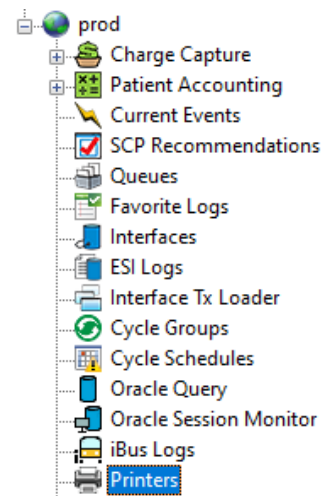 prod
Charge Capture
Patient Accounting
Current Events
SCP Recommendations
Queues
Favorite Logs
Interfaces
ESI Logs
Interface Tx Loader
Cycle Groups
Cycle Schedules
Oracle Query
Oracle Session Monitor
iBus Logs
Printers